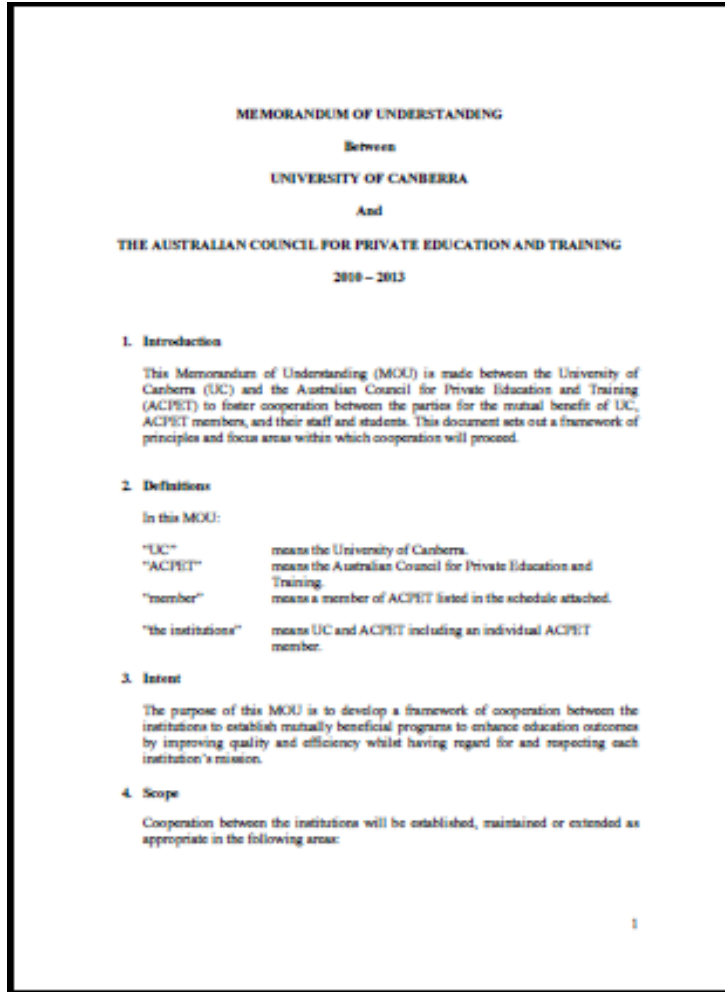 MEMORANDUM OF UNDERSTANDING
Between
UNIVERSITY OF CANBERRA
And
THE AUSTRALIAN COUNCIL FOR PRIVATE EDUCATION AND TRAINING
2010 – 2013
1. Introduction
This Memorandum of Understanding (MOU) is made between the University of
Canberra (UC) and the Australian Council for Private Education and Training
(ACPET) to foster cooperation between the parties for the mutual benefit of UC,
ACPET members, and their staff and students. This document sets out a framework of
principles and focus areas within which cooperation will proceed.
2. Definitions
In this MOU:
"UC" means the University of Canberra.
"ACPET" means the Australian Council for Private Education and
Training.
"member" means a member of ACPET listed in the schedule attached.
"the institutions" means UC and ACPET including an individual ACPET
member.
3. Intent
The purpose of this MOU is to develop a framework of cooperation between the
institutions to establish mutually beneficial programs to enhance education outcomes
by improving quality and efficiency whilst having regard for and respecting each
institution's mission.
4. Scope
Cooperation between the institutions will be established, maintained or extended as
appropriate in the following areas:
1